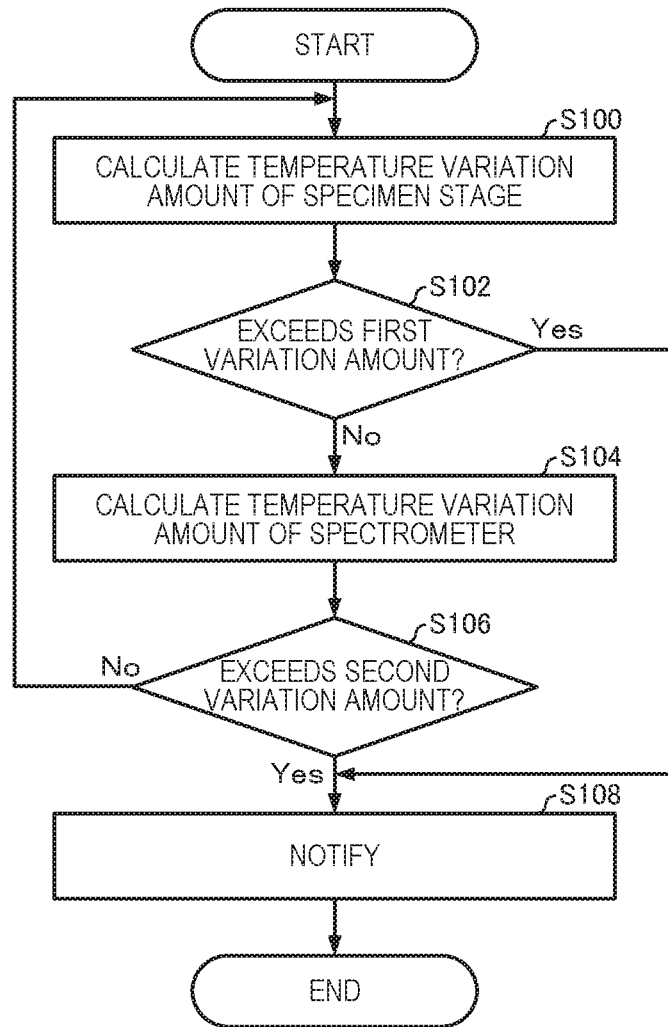 START
S100
CALCULATE TEMPERATURE VARIATION
AMOUNT OF SPECIMEN STAGE
S102
EXCEEDS FIRST
VARIATION AMOUNT?
Yes
No
S104
CALCULATE TEMPERATURE VARIATION
AMOUNT OF SPECTROMETER
S106
No
EXCEEDS SECOND
VARIATION AMOUNT?
Yes
S108
NOTIFY
END